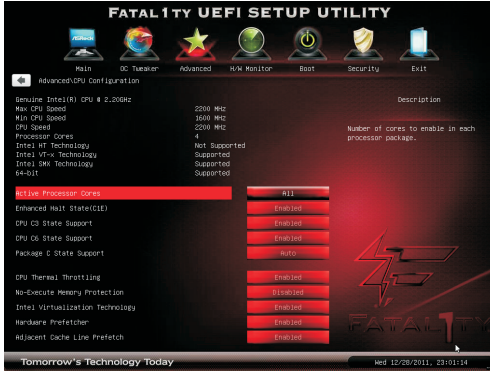 FATAL1TY UEFI SETUP UTILITY
ASRock
Main
OC Tweaker
Advanced
H/W Monitor
Boot
Security
Exit
Advanced\CPU Configuration
Genuine Intel(R) CPU @ 2.20GHz
Max CPU Speed 2200 MHz
Min CPU Speed 1600 MHz
CPU Speed 2200 MHz
Processor Cores 4
Intel HT Technology Not Supported
Intel VT-x Technology Supported
Intel SMX Technology Supported
64-bit Supported
Active Processor Cores All
Enhanced Halt State(C1E) Enabled
CPU C3 State Support Enabled
CPU C6 State Support Enabled
Package C State Support Auto
CPU Thermal Throttling Enabled
No-Execute Memory Protection Disabled
Intel Virtualization Technology Enabled
Hardware Prefetcher Enabled
Adjacent Cache Line Prefetch Enabled
Description
Number of cores to enable in each
processor package.
FATAL1TY
Tomorrow's Technology Today
Wed 12/28/2011, 23:01:14